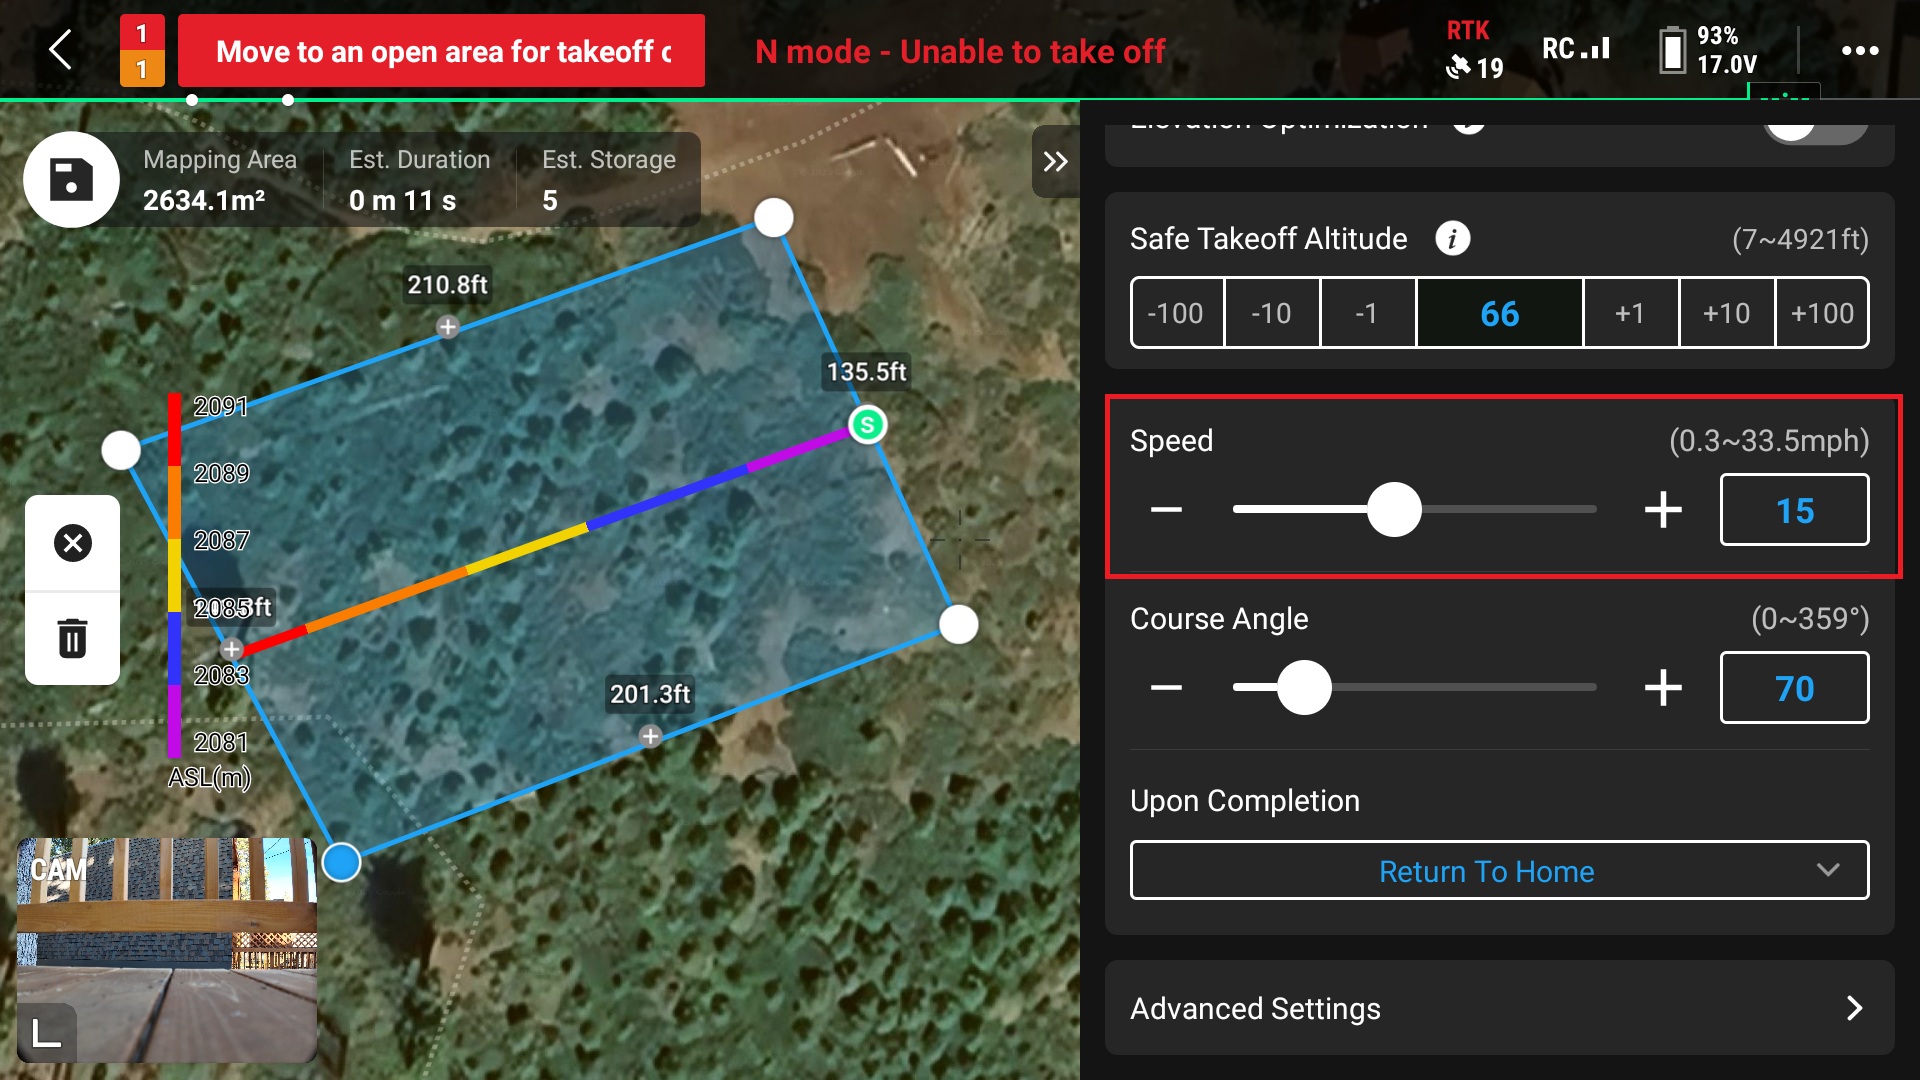 1
1
Move to an open area for takeoff
N mode - Unable to take off
RTK
19
RC
93%
17.0V
Mapping Area
2634.1m²
Est. Duration
0 m 11 s
Est. Storage
5
Elevation Optimization
Safe Takeoff Altitude
(7~4921ft)
-100
-10
-1
66
+1
+10
+100
Speed
(0.3~33.5mph)
15
Course Angle
(0~359°)
70
Upon Completion
Return To Home
Advanced Settings
210.8ft
135.5ft
201.3ft
S
2091
2089
2087
2085
2083
2081
ASL(m)
CAM